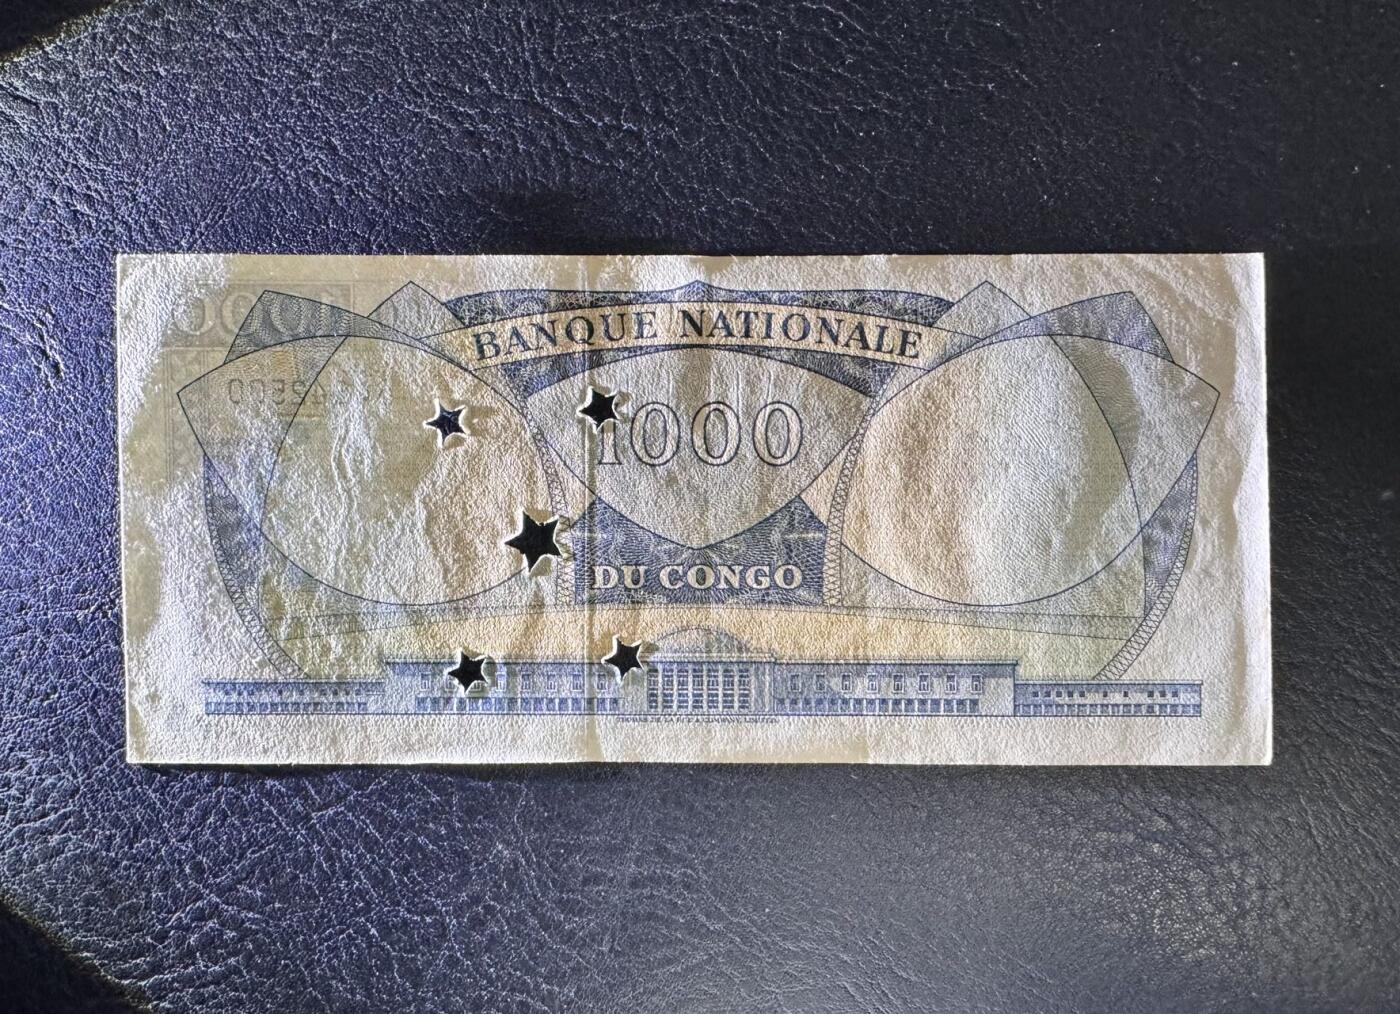 BANQUE NATIONALE
1000
DU CONGO